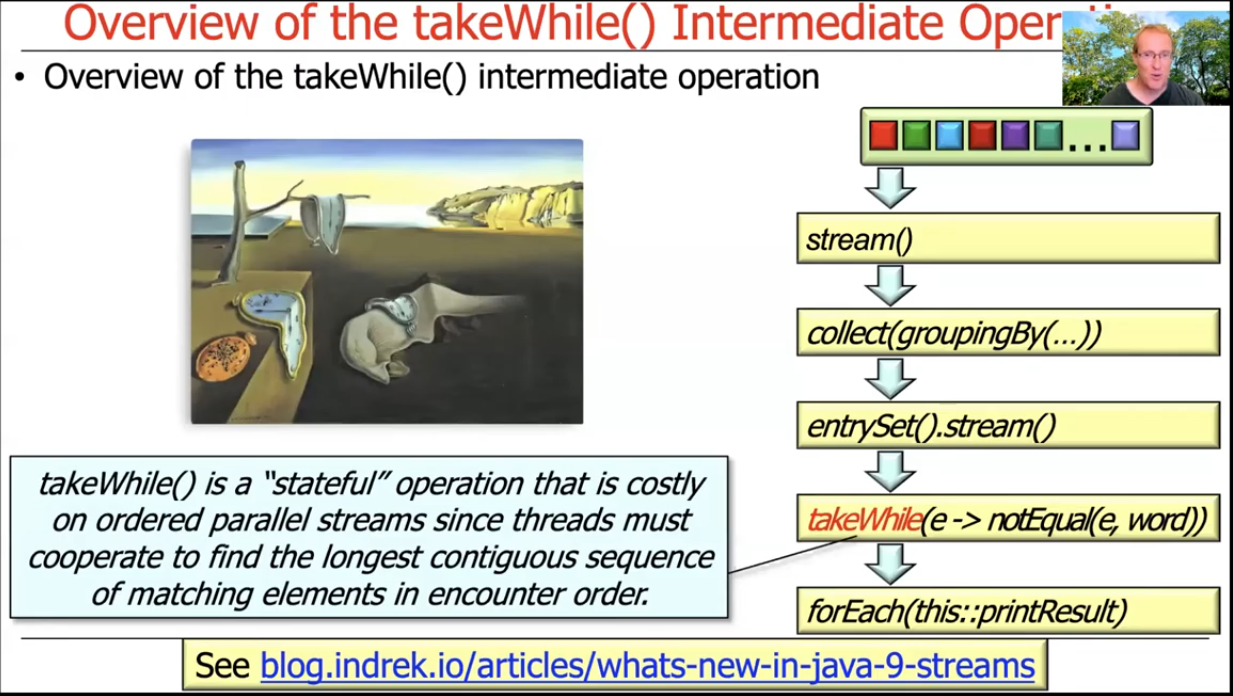 Overview of the takeWhile() Intermediate Oper
• Overview of the takeWhile() intermediate operation
...
stream()
collect(groupingBy(...))
entrySet().stream()
takeWhile(e -> notEqual(e, word))
forEach(this::printResult)
takeWhile() is a “stateful” operation that is costly
on ordered parallel streams since threads must
cooperate to find the longest contiguous sequence
of matching elements in encounter order.
See blog.indrek.io/articles/whats-new-in-java-9-streams